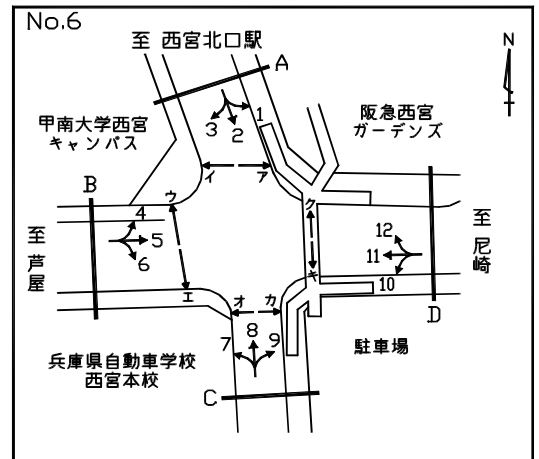 No.6
至 西宮北口駅
A
N
甲南大学西宮
キャンパス
阪急西宮
ガーデンズ
1
2
3
B
イ
ア
ウ
ク
至芦屋
4
5
6
12
11
10
至尼崎
エ
オ
カ
キ
D
7
8
9
兵庫県自動車学校
西宮本校
駐車場
C